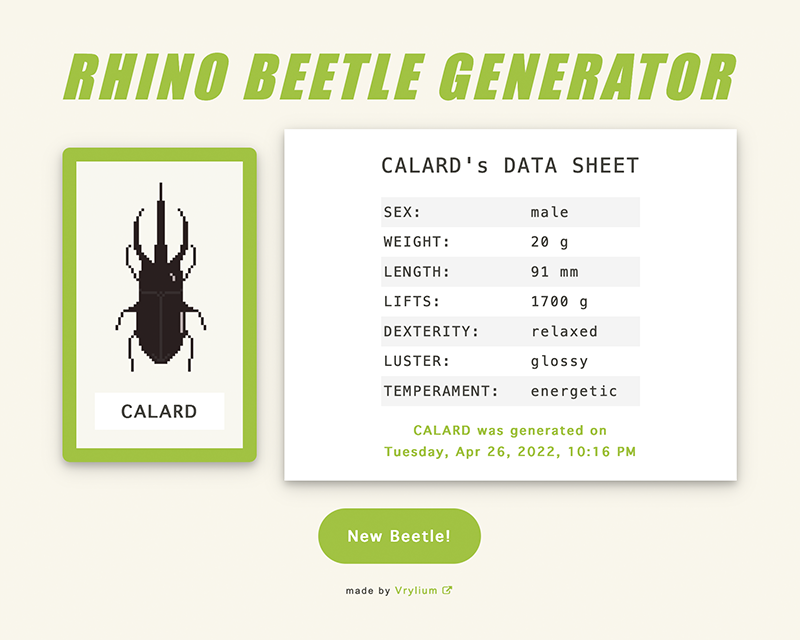 RHINO BEETLE GENERATOR
CALARD
CALARD's DATA SHEET
SEX: male
WEIGHT: 20 g
LENGTH: 91 mm
LIFTS: 1700 g
DEXTERITY: relaxed
LUSTER: glossy
TEMPERAMENT: energetic
CALARD was generated on
Tuesday, Apr 26, 2022, 10:16 PM
New Beetle!
made by Vrylium